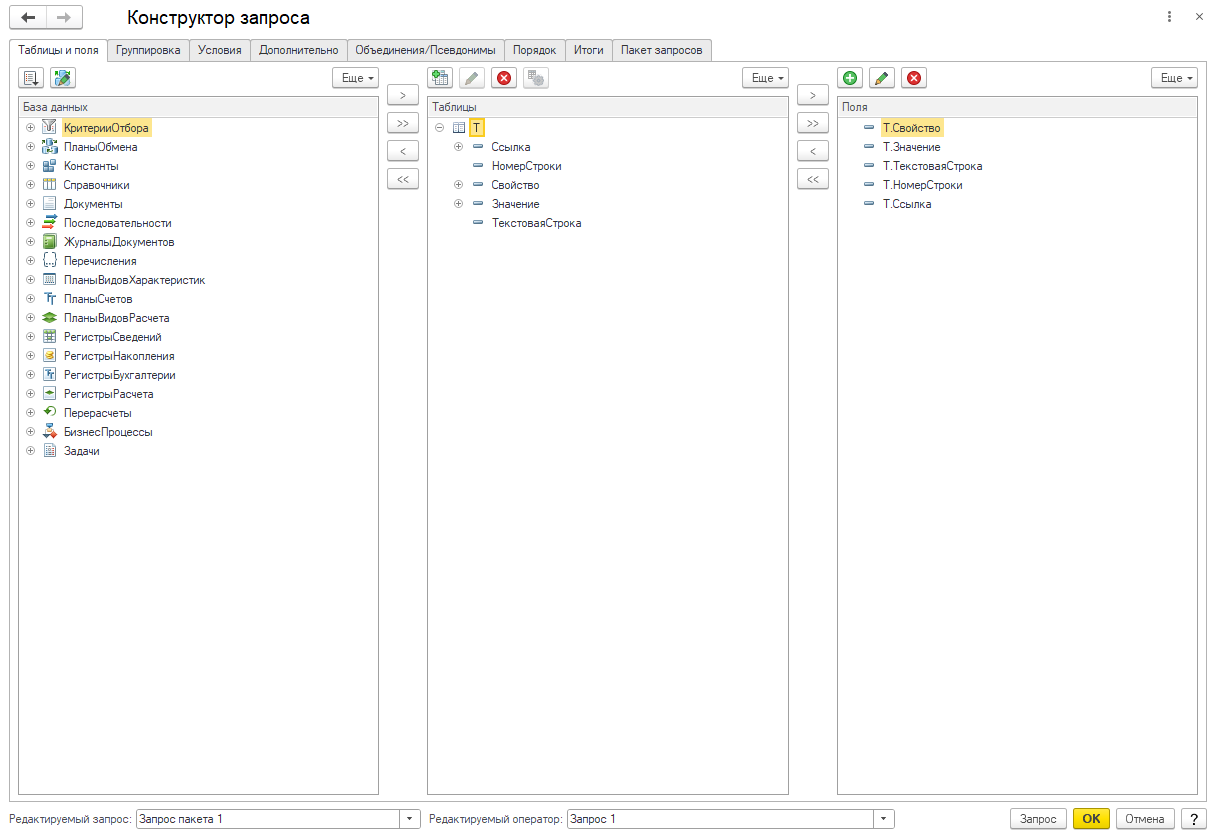 Конструктор запроса
Таблицы и поля Группировка Условия Дополнительно Объединения/Псевдонимы Порядок Итоги Пакет запросов
Еще Еще Еще
База данных
КритерииОтбора
ПланыОбмена
Константы
Справочники
Документы
Последовательности
ЖурналыДокументов
Перечисления
ПланыВидовХарактеристик
ПланыСчетов
ПланыВидовРасчета
РегистрыСведений
РегистрыНакопления
РегистрыБухгалтерии
РегистрыРасчета
Перерасчеты
БизнесПроцессы
Задачи
>
>>
<
<<
Таблицы
Т
Ссылка
НомерСтроки
Свойство
Значение
ТекстоваяСтрока
>
>>
<
<<
Поля
Т.Свойство
Т.Значение
Т.ТекстоваяСтрока
Т.НомерСтроки
Т.Ссылка
Редактируемый запрос: Запрос пакета 1 Редактируемый оператор: Запрос 1 Запрос ОК Отмена ?